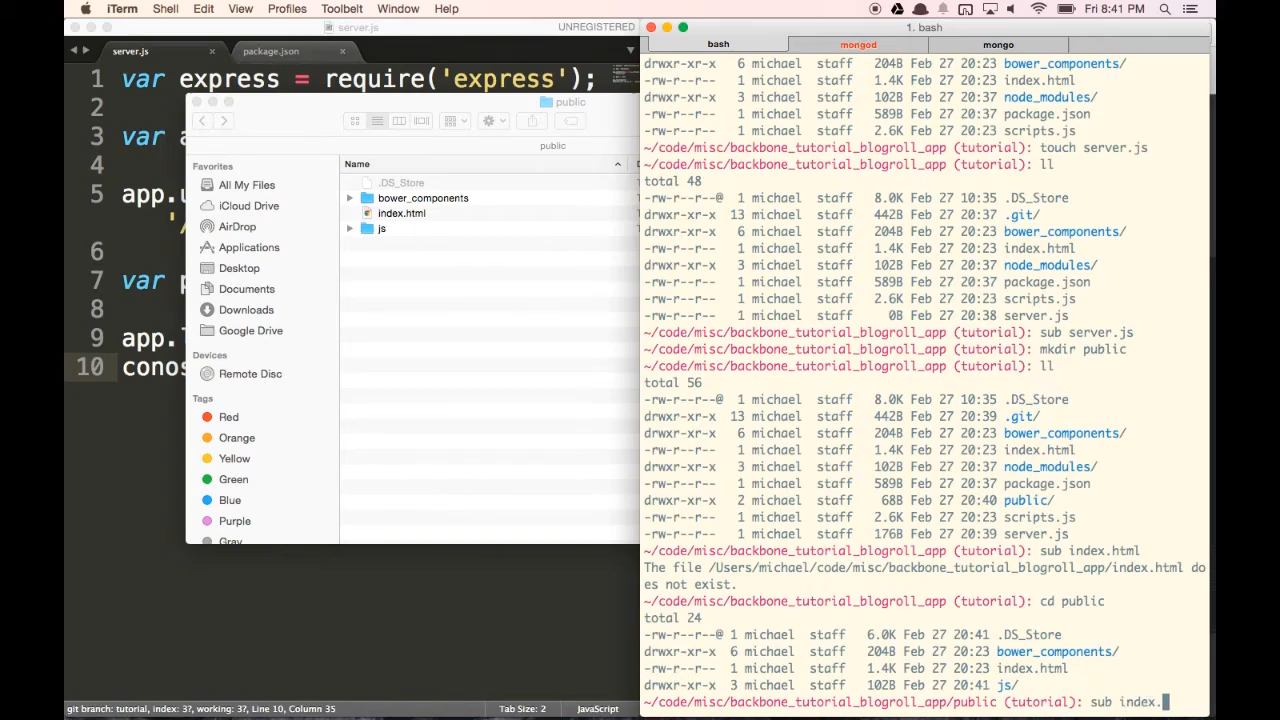 iTerm Shell Edit View Profiles Toolbelt Window Help Fri 8:41 PM
server.js UNREGISTERED
server.js × package.json ×
1 var express = require('express');
2
3 var a
4
5 app.u
'/
6
7 var p
8
9 app.l
10 conos
public
public
Favorites
All My Files
iCloud Drive
AirDrop
Applications
Desktop
Documents
Downloads
Google Drive
Devices
Remote Disc
Tags
Red
Orange
Yellow
Green
Blue
Purple
Gray
Name
.DS_Store
bower_components
index.html
js
git branch: tutorial, index: 3?, working: 3?, Line 10, Column 35 Tab Size: 2 JavaScript
1. bash
bash mongod mongo
drwxr-xr-x 6 michael staff 204B Feb 27 20:23 bower_components/
-rw-r--r-- 1 michael staff 1.4K Feb 27 20:23 index.html
drwxr-xr-x 3 michael staff 102B Feb 27 20:37 node_modules/
-rw-r--r-- 1 michael staff 589B Feb 27 20:37 package.json
-rw-r--r-- 1 michael staff 2.6K Feb 27 20:23 scripts.js
~/code/misc/backbone_tutorial_blogroll_app (tutorial): touch server.js
~/code/misc/backbone_tutorial_blogroll_app (tutorial): ll
total 48
-rw-r--r--@ 1 michael staff 8.0K Feb 27 10:35 .DS_Store
drwxr-xr-x 13 michael staff 442B Feb 27 20:37 .git/
drwxr-xr-x 6 michael staff 204B Feb 27 20:23 bower_components/
-rw-r--r-- 1 michael staff 1.4K Feb 27 20:23 index.html
drwxr-xr-x 3 michael staff 102B Feb 27 20:37 node_modules/
-rw-r--r-- 1 michael staff 589B Feb 27 20:37 package.json
-rw-r--r-- 1 michael staff 2.6K Feb 27 20:23 scripts.js
-rw-r--r-- 1 michael staff 0B Feb 27 20:38 server.js
~/code/misc/backbone_tutorial_blogroll_app (tutorial): sub server.js
~/code/misc/backbone_tutorial_blogroll_app (tutorial): mkdir public
~/code/misc/backbone_tutorial_blogroll_app (tutorial): ll
total 56
-rw-r--r--@ 1 michael staff 8.0K Feb 27 10:35 .DS_Store
drwxr-xr-x 13 michael staff 442B Feb 27 20:39 .git/
drwxr-xr-x 6 michael staff 204B Feb 27 20:23 bower_components/
-rw-r--r-- 1 michael staff 1.4K Feb 27 20:23 index.html
drwxr-xr-x 3 michael staff 102B Feb 27 20:37 node_modules/
-rw-r--r-- 1 michael staff 589B Feb 27 20:37 package.json
drwxr-xr-x 2 michael staff 68B Feb 27 20:40 public/
-rw-r--r-- 1 michael staff 2.6K Feb 27 20:23 scripts.js
-rw-r--r-- 1 michael staff 176B Feb 27 20:39 server.js
~/code/misc/backbone_tutorial_blogroll_app (tutorial): sub index.html
The file /Users/michael/code/misc/backbone_tutorial_blogroll_app/index.html do
es not exist.
~/code/misc/backbone_tutorial_blogroll_app (tutorial): cd public
total 24
-rw-r--r--@ 1 michael staff 6.0K Feb 27 20:41 .DS_Store
drwxr-xr-x 6 michael staff 204B Feb 27 20:23 bower_components/
-rw-r--r-- 1 michael staff 1.4K Feb 27 20:23 index.html
drwxr-xr-x 3 michael staff 102B Feb 27 20:41 js/
~/code/misc/backbone_tutorial_blogroll_app/public (tutorial): sub index.